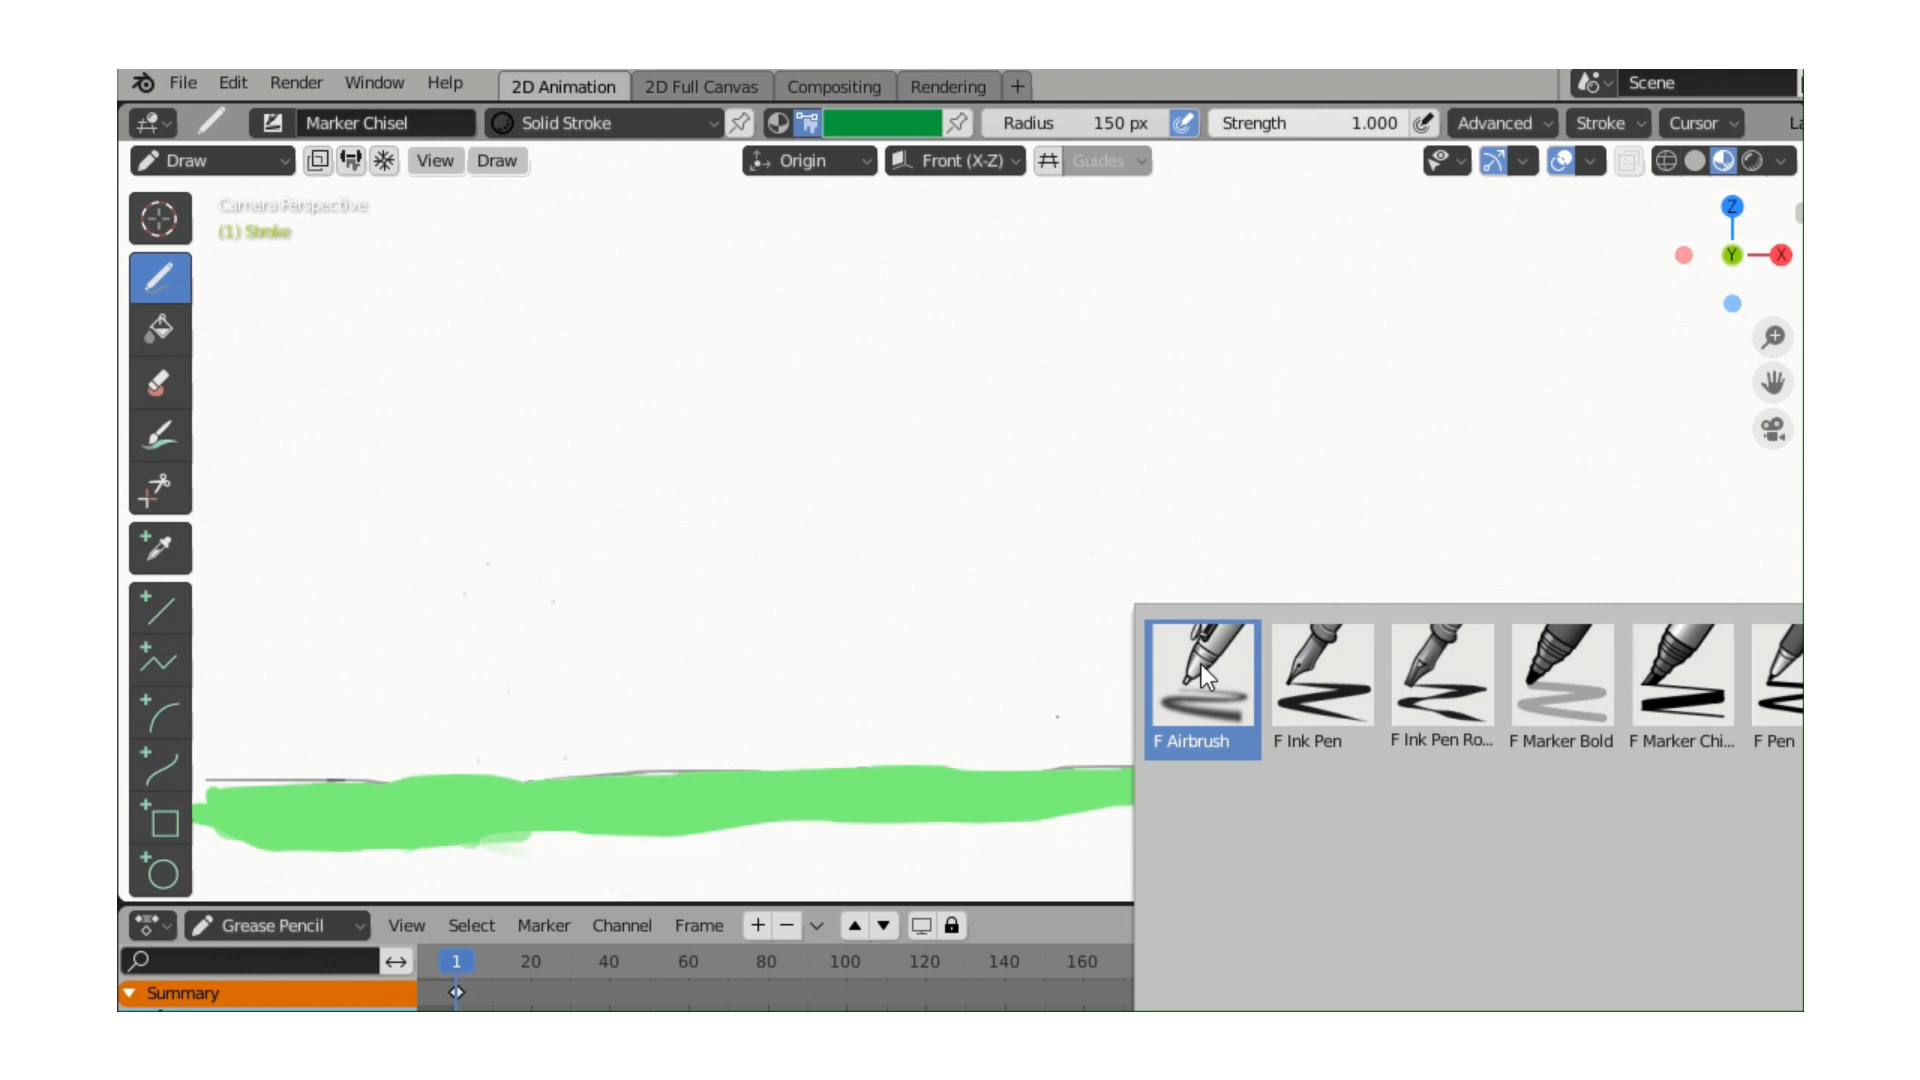 File Edit Render Window Help 2D Animation 2D Full Canvas Compositing Rendering + Scene
Marker Chisel Solid Stroke Radius 150 px Strength 1.000 Advanced Stroke Cursor
Draw View Draw Origin Front (X-Z) Guides
Camera Perspective
(1) Stroke
Z
Y X
F Airbrush F Ink Pen F Ink Pen Ro... F Marker Bold F Marker Chi... F Pen
Grease Pencil View Select Marker Channel Frame
1 20 40 60 80 100 120 140 160
Summary